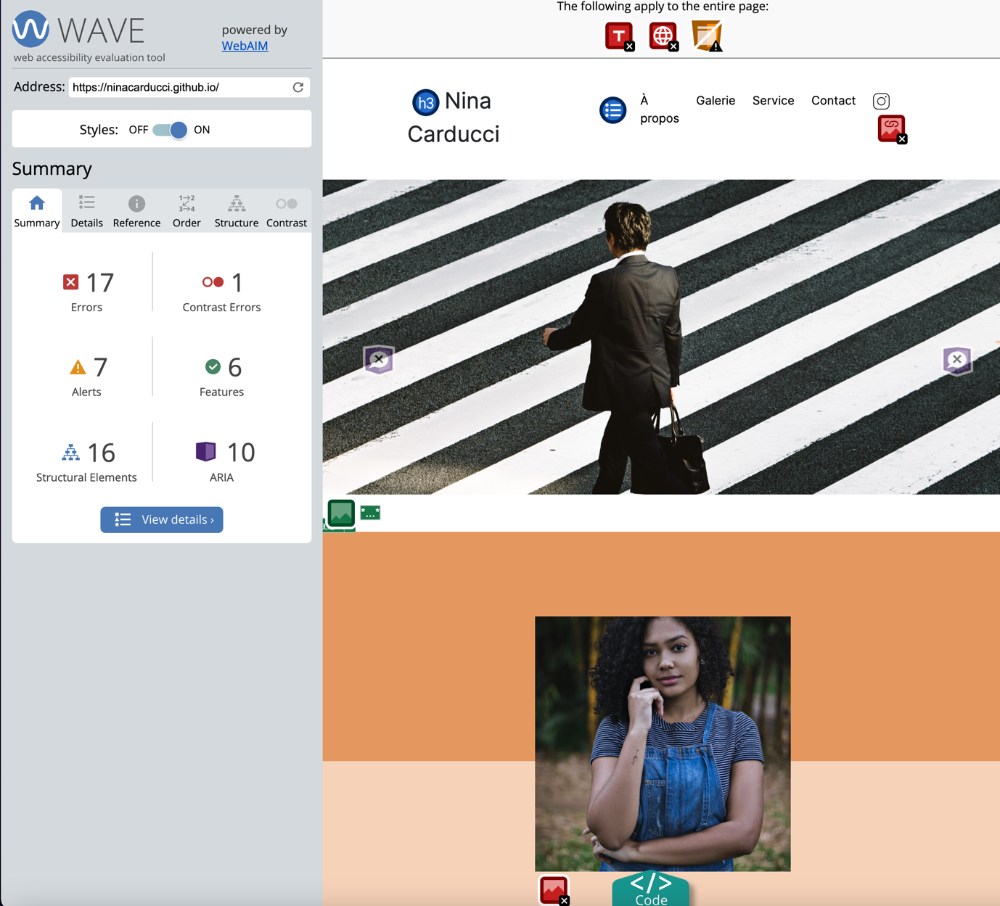 WAVE
web accessibility evaluation tool
powered by
WebAIM
Address: https://ninacarducci.github.io/
Styles: OFF ON
Summary
Summary Details Reference Order Structure Contrast
17
Errors
1
Contrast Errors
7
Alerts
6
Features
16
Structural Elements
10
ARIA
View details ›
The following apply to the entire page:
h3 Nina
Carducci
À
propos
Galerie
Service
Contact
*...*
</>
Code